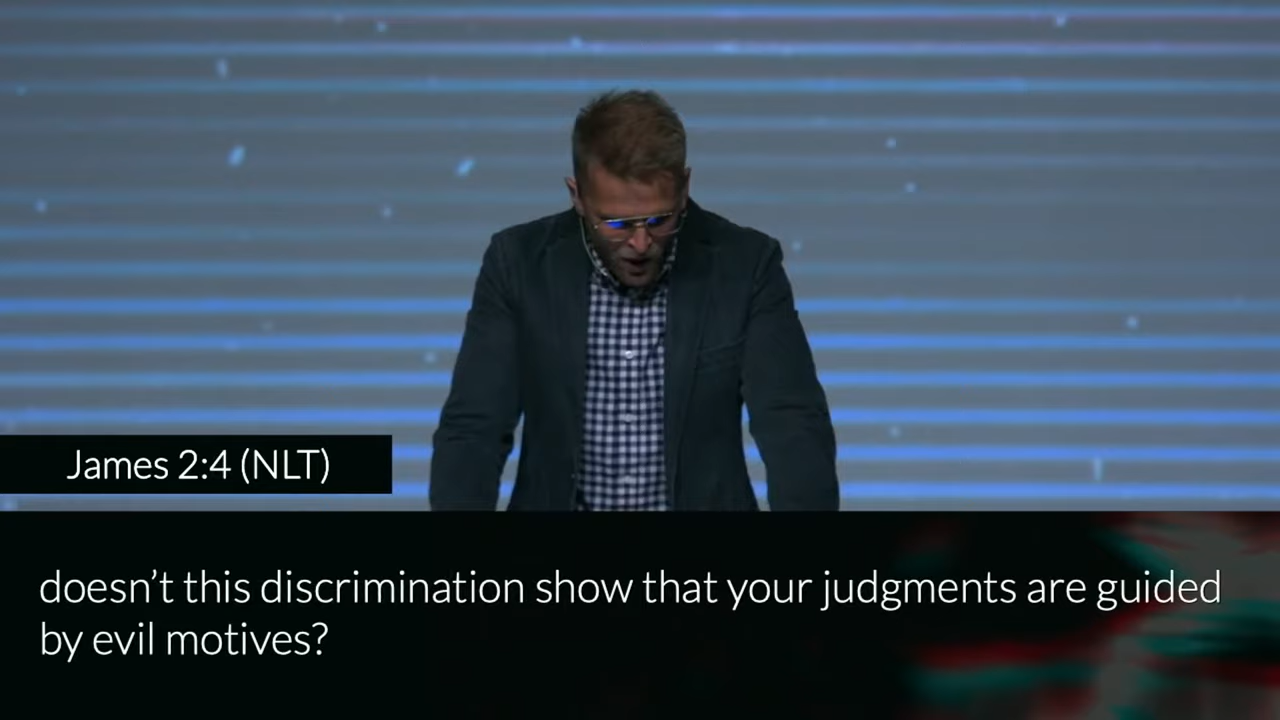 James 2:4 (NLT)
doesn’t this discrimination show that your judgments are guided
by evil motives?